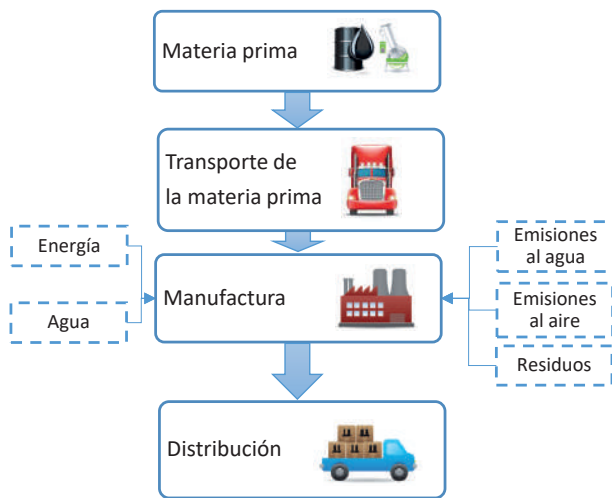 Materia prima
Transporte de
la materia prima
Energía
Agua
Manufactura
Emisiones
al agua
Emisiones
al aire
Residuos
Distribución